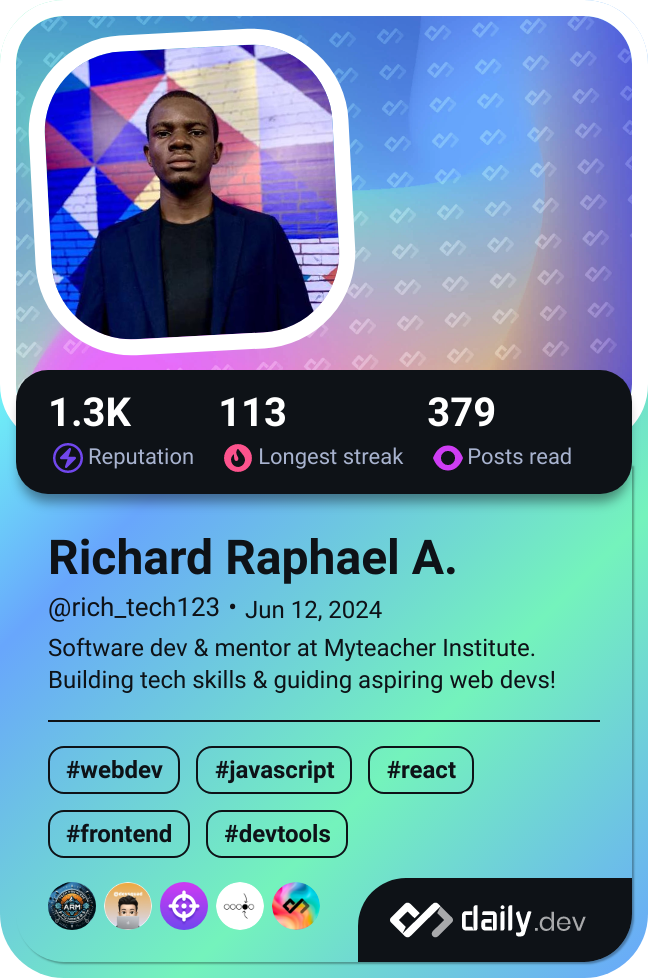 1.3K 113 379
Reputation Longest streak Posts read
Richard Raphael A.
@rich_tech123 • Jun 12, 2024
Software dev & mentor at Myteacher Institute.
Building tech skills & guiding aspiring web devs!
#webdev #javascript #react
#frontend #devtools
ARM
daily.dev